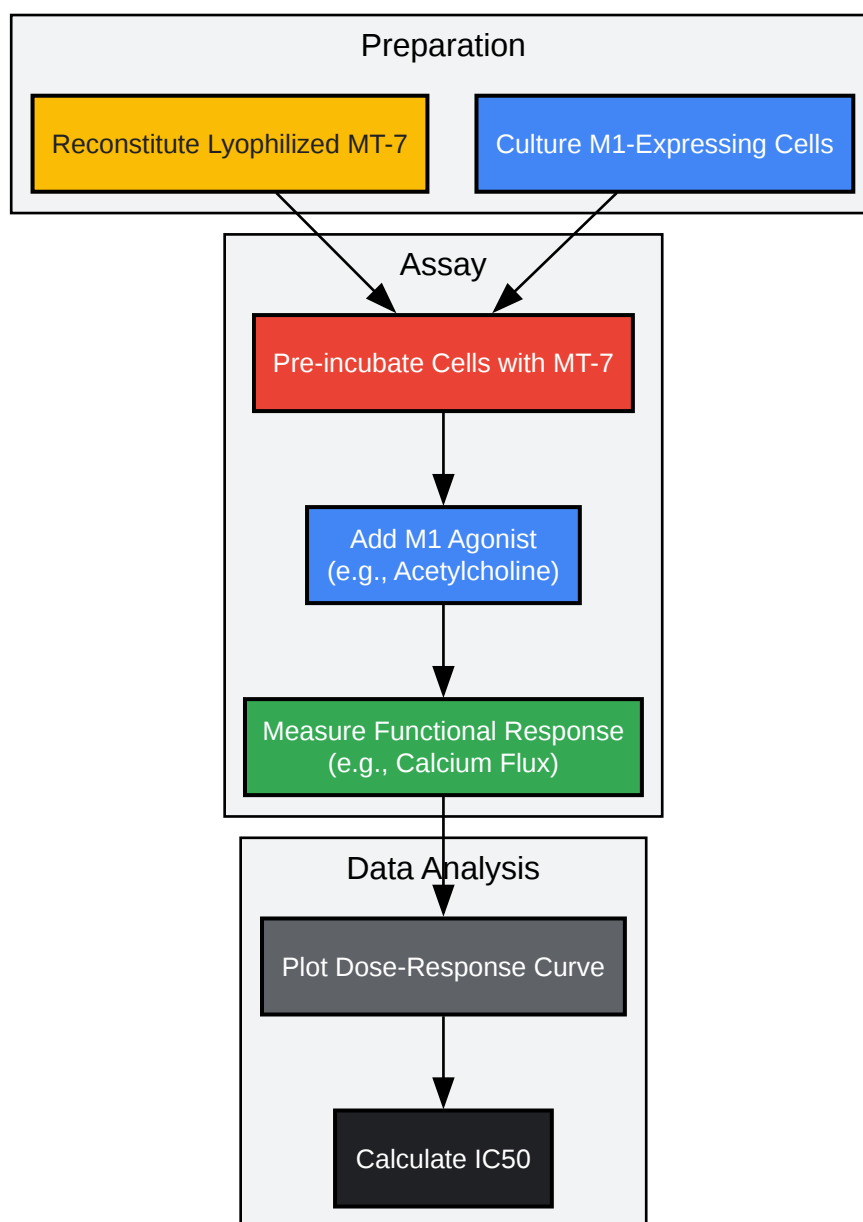 Preparation
Reconstitute Lyophilized MT-7
Culture M1-Expressing Cells
Assay
Pre-incubate Cells with MT-7
Add M1 Agonist
(e.g., Acetylcholine)
Measure Functional Response
(e.g., Calcium Flux)
Data Analysis
Plot Dose-Response Curve
Calculate IC50